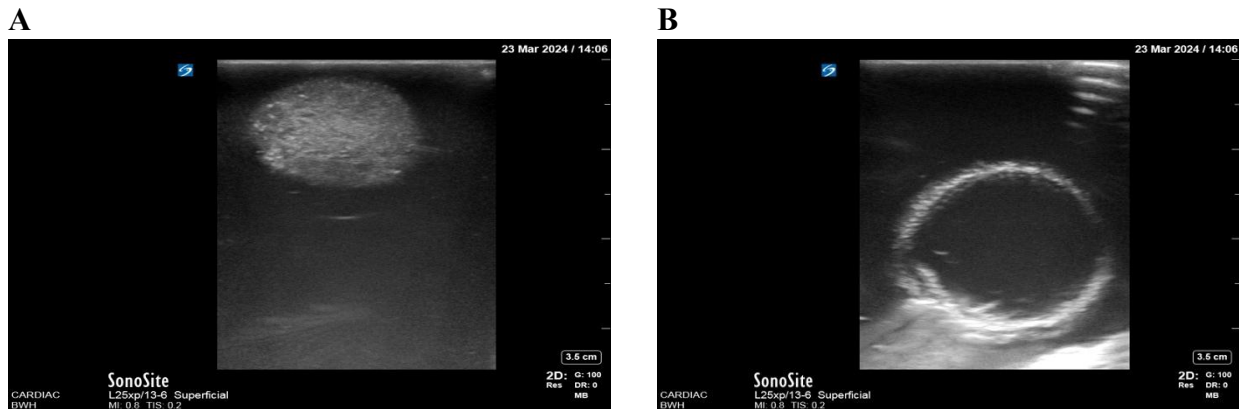 A
B
23 Mar 2024 / 14:06
23 Mar 2024 / 14:06
3.5 cm
3.5 cm
SonoSite
SonoSite
2D: G: 100
Res DR: 0
MB
2D: G: 100
Res DR: 0
MB
CARDIAC
L25xp/13-6 Superficial
BWH
MI: 0.8 TIS: 0.2
CARDIAC
L25xp/13-6 Superficial
BWH
MI: 0.8 TIS: 0.2